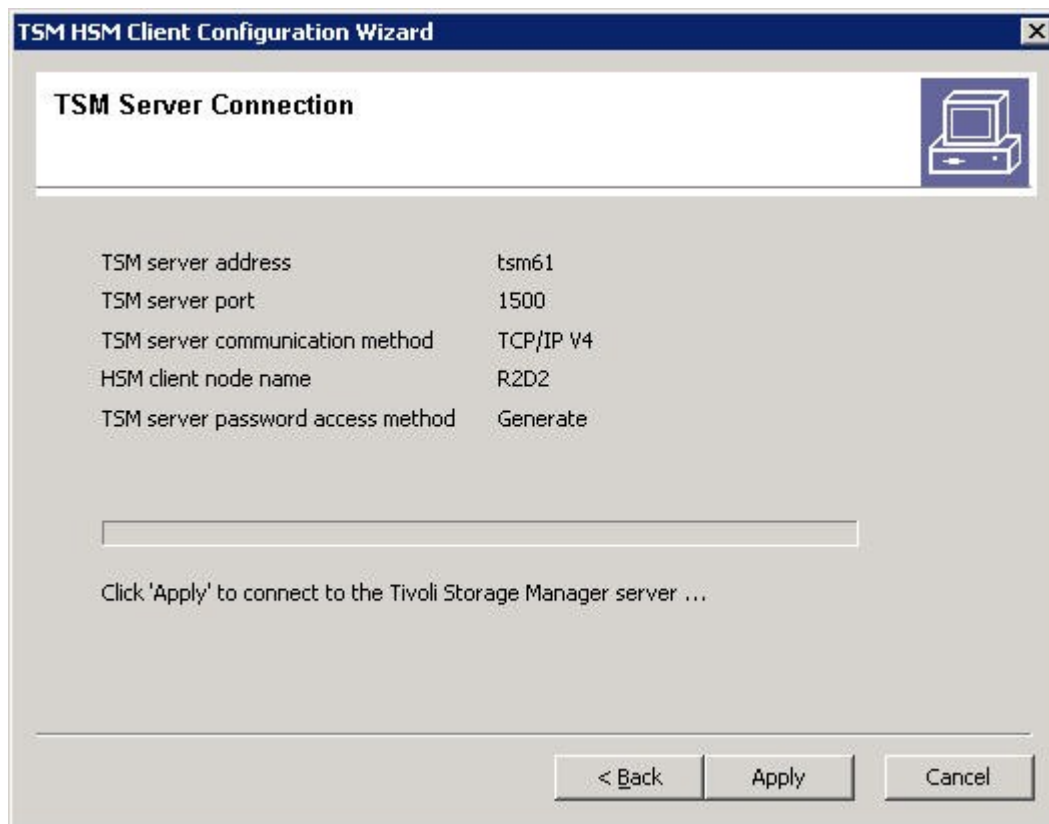 TSM HSM Client Configuration Wizard
TSM Server Connection
TSM server address tsm61
TSM server port 1500
TSM server communication method TCP/IP V4
HSM client node name R2D2
TSM server password access method Generate
Click 'Apply' to connect to the Tivoli Storage Manager server ...
< Back Apply Cancel